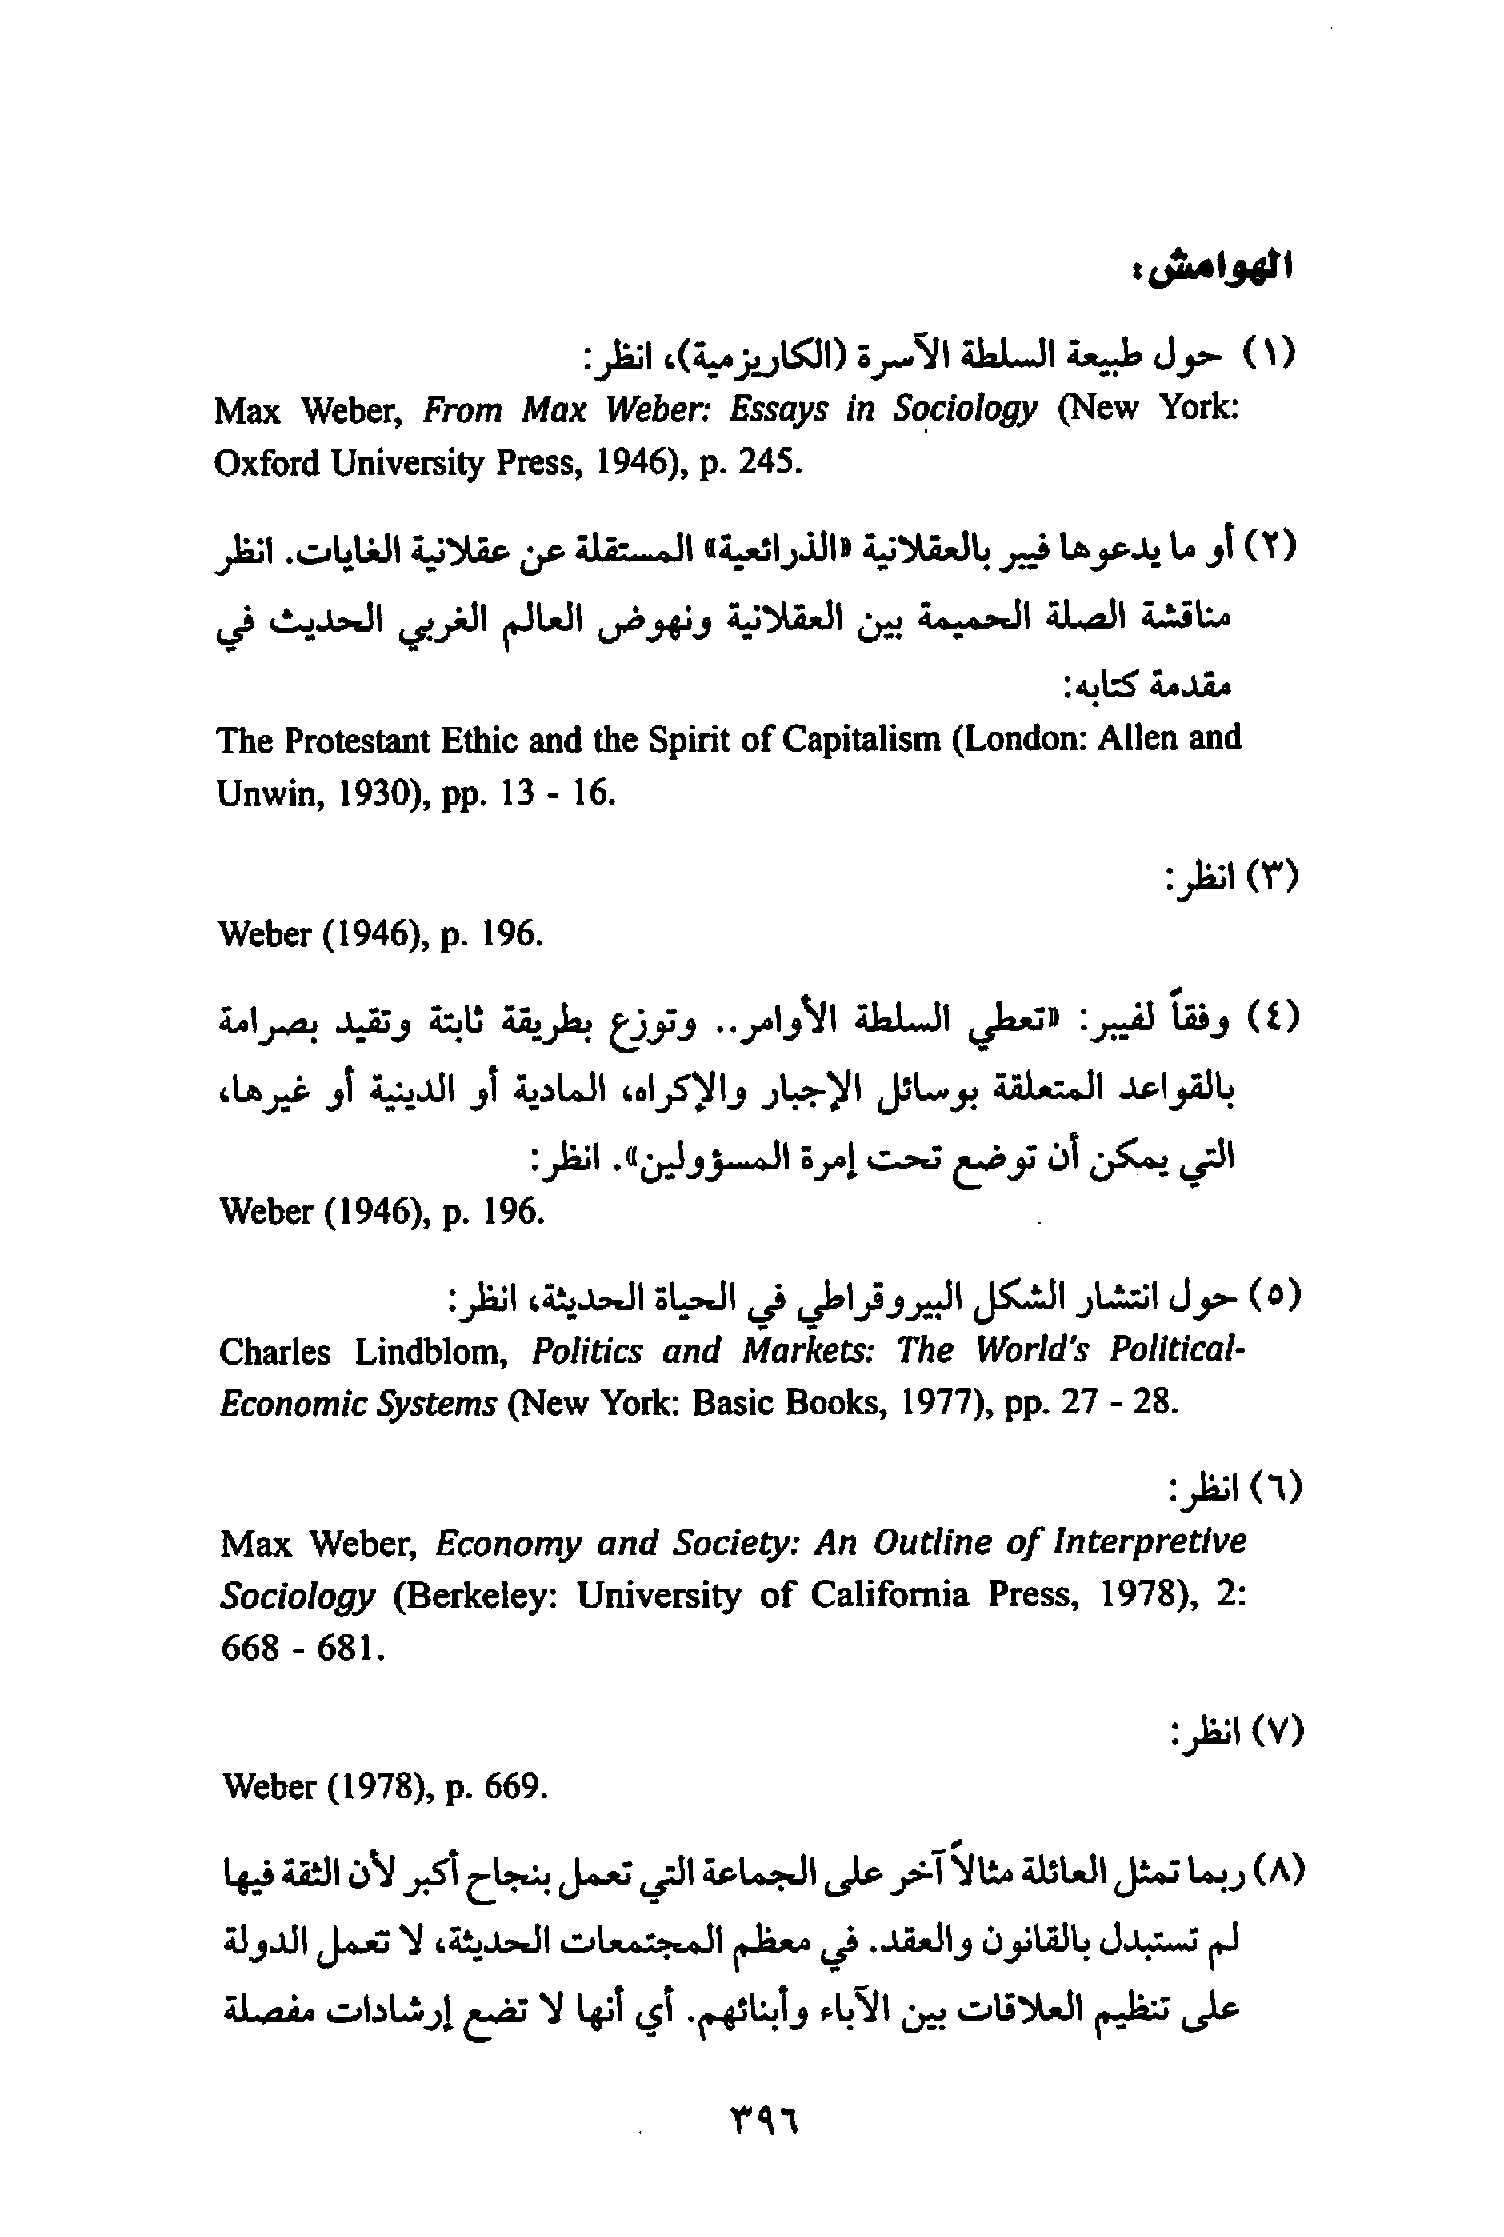 الهوامش:
(١) حول طبيعة السلطة الآسرة (الكاريزمية)، انظر:
Max Weber, From Max Weber: Essays in Sociology (New York:
Oxford University Press, 1946), p. 245.
(٢) أو ما يدعوها فيبر بالعقلانية «الذرائعية» المستقلة عن عقلانية الغايات. انظر
مناقشة الصلة الحميمة بين العقلانية ونهوض العالم الغربي الحديث في
مقدمة كتابه:
The Protestant Ethic and the Spirit of Capitalism (London: Allen and
Unwin, 1930), pp. 13 - 16.
(٣) انظر:
Weber (1946), p. 196.
(٤) وفقاً لفيبر: «تعطي السلطة الأوامر.. وتوزع بطريقة ثابتة وتقيد بصرامة
بالقواعد المتعلقة بوسائل الإجبار والإكراه، المادية أو الدينية أو غيرها،
التي يمكن أن توضع تحت إمرة المسؤولين». انظر:
Weber (1946), p. 196.
(٥) حول انتشار الشكل البيروقراطي في الحياة الحديثة، انظر:
Charles Lindblom, Politics and Markets: The World's Political-
Economic Systems (New York: Basic Books, 1977), pp. 27 - 28.
(٦) انظر:
Max Weber, Economy and Society: An Outline of Interpretive
Sociology (Berkeley: University of California Press, 1978), 2:
668 - 681.
(٧) انظر:
Weber (1978), p. 669.
(٨) ربما تمثل العائلة مثالاً آخر على الجماعة التي تعمل بنجاح أكبر لأن الثقة فيها
لم تستبدل بالقانون والعقد. في معظم المجتمعات الحديثة، لا تعمل الدولة
على تنظيم العلاقات بين الآباء وأبنائهم. أي أنها لا تضع إرشادات مفصلة
٣٩٦